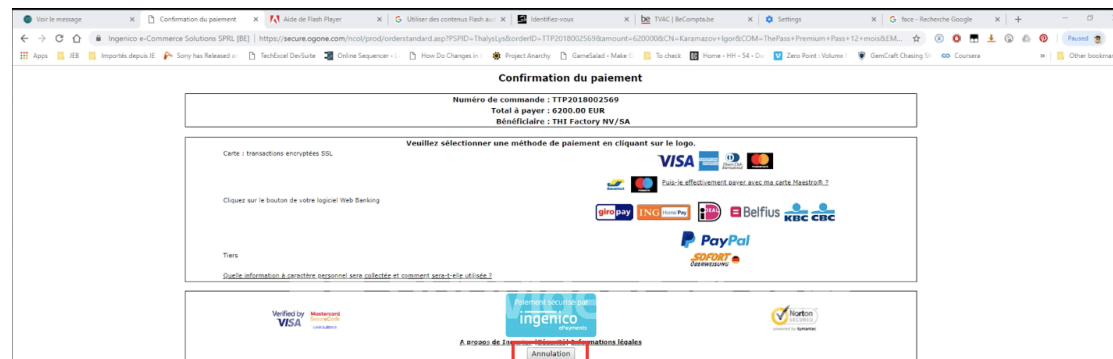 Voir le message
Confirmation du paiement
Aide de Flash Player
Utiliser des contenus Flash
Identifiez-vous
TVAC | BeCompta.be
Settings
face - Recherche Google
Ingenico e-Commerce Solutions SPRL [BE]
https://secure.ogone.com/ncol/prod/orderstandard.asp?PSPID=ThalysLys&orderID=TTP2018002569&amount=620000&CN=Karamazov+Igor&COM=ThePass+Premium+Pass+12+mois&EM...
Paused
Apps
JEB
Importés depuis IE
Sony has Released
TechExcel DevSuite
Online Sequencer
How Do Changes in
Project Anarchy
GameSalad - Make
To check
Home - HH - S4 -
Zero Point : Volume
GemCraft Chasing
Coursera
Other bookmar
Confirmation du paiement
Numéro de commande : TTP2018002569
Total à payer : 6200.00 EUR
Bénéficiaire : THI Factory NV/SA
Veuillez sélectionner une méthode de paiement en cliquant sur le logo.
Carte : transactions encryptées SSL
VISA
Puis-je effectivement payer avec ma carte Maestro® ?
Cliquez sur le bouton de votre logiciel Web Banking
giropay ING Home'Pay iDEAL Belfius KBC CBC
PayPal
Tiers
SOFORT
ÜBERWEISUNG
Quelle information à caractère personnel sera collectée et comment sera-t-elle utilisée ?
Verified by
VISA
Mastercard
SecureCode
Paiement sécurisé par
ingenico
ePayments
Norton
SECURED
powered by Symantec
A propos de Ingenico |Sécurité| Informations légales
Annulation